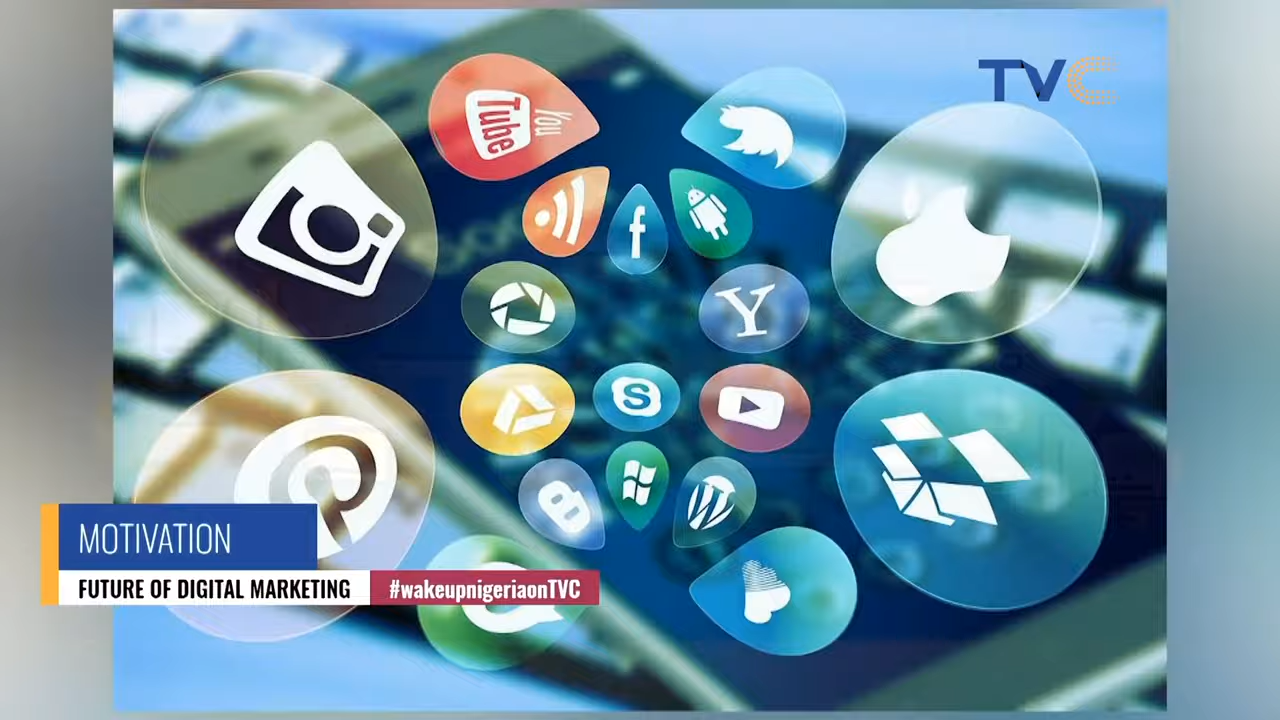 TVC
You
Tube
f
Y
S
MOTIVATION
FUTURE OF DIGITAL MARKETING
#wakeupnigeriaonTVC